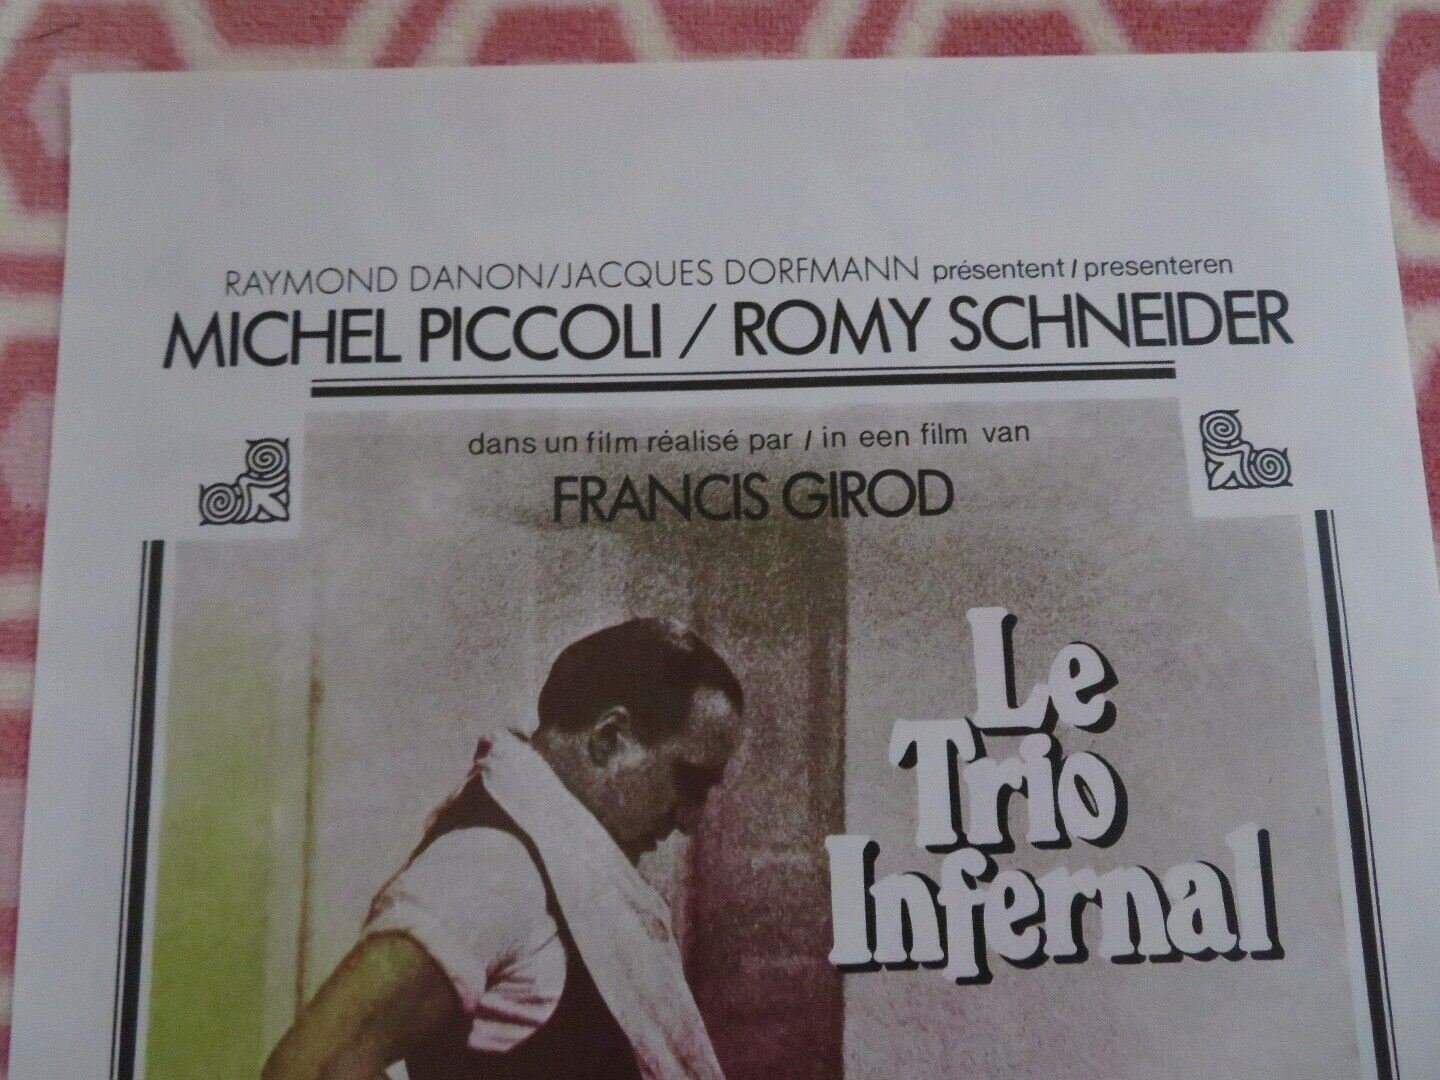 RAYMOND DANON/JACQUES DORFMANN présentent / presenteren
MICHEL PICCOLI / ROMY SCHNEIDER
dans un film réalisé par / in een film van
FRANCIS GIROD
Le
Trio
Infernal